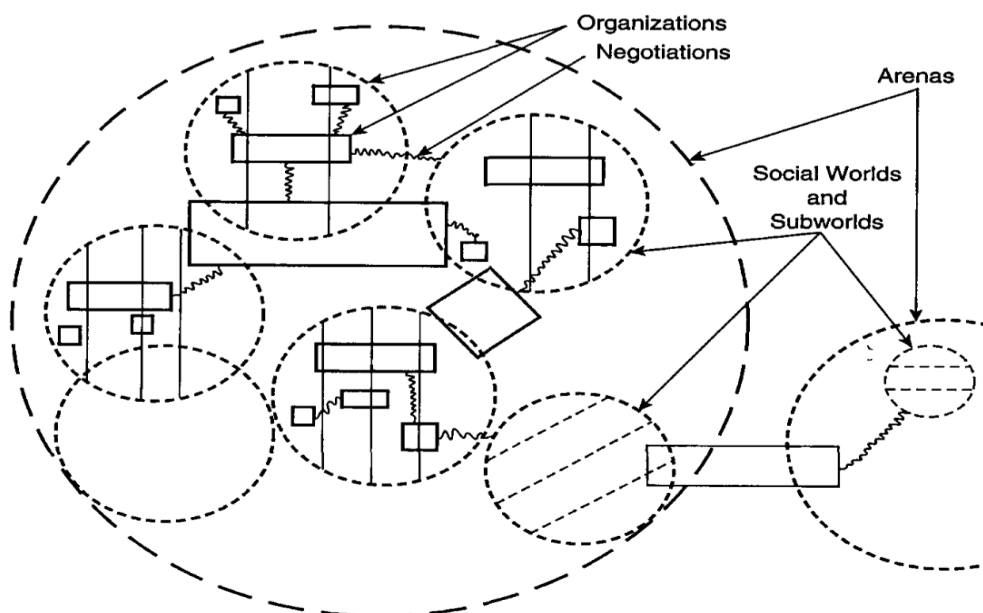 Organizations
Negotiations
Arenas
Social Worlds
and
Subworlds